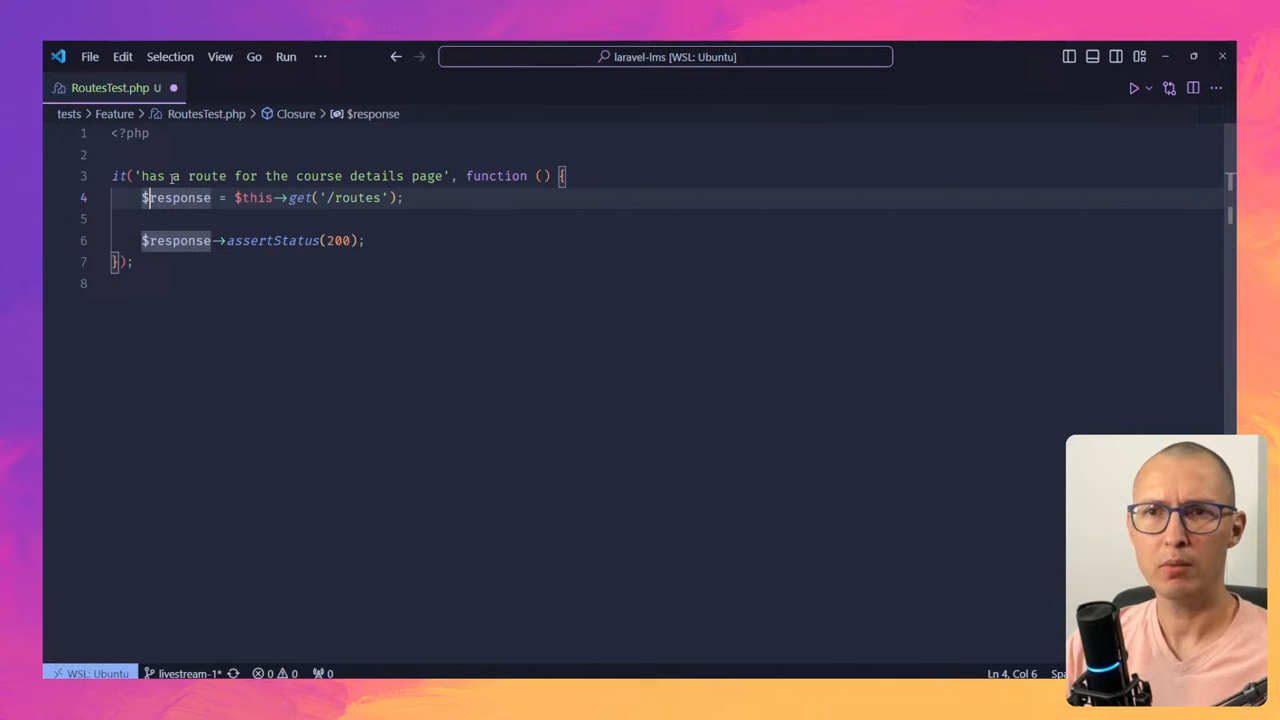 File Edit Selection View Go Run ··· laravel-lms [WSL: Ubuntu]
RoutesTest.php U
tests > Feature > RoutesTest.php > Closure > $response
1 <?php
2
3 it('has a route for the course details page', function () {
4 $response = $this->get('/routes');
5
6 $response->assertStatus(200);
7 });
8
WSL: Ubuntu livestream-1* 0 0 0 Ln 4, Col 6